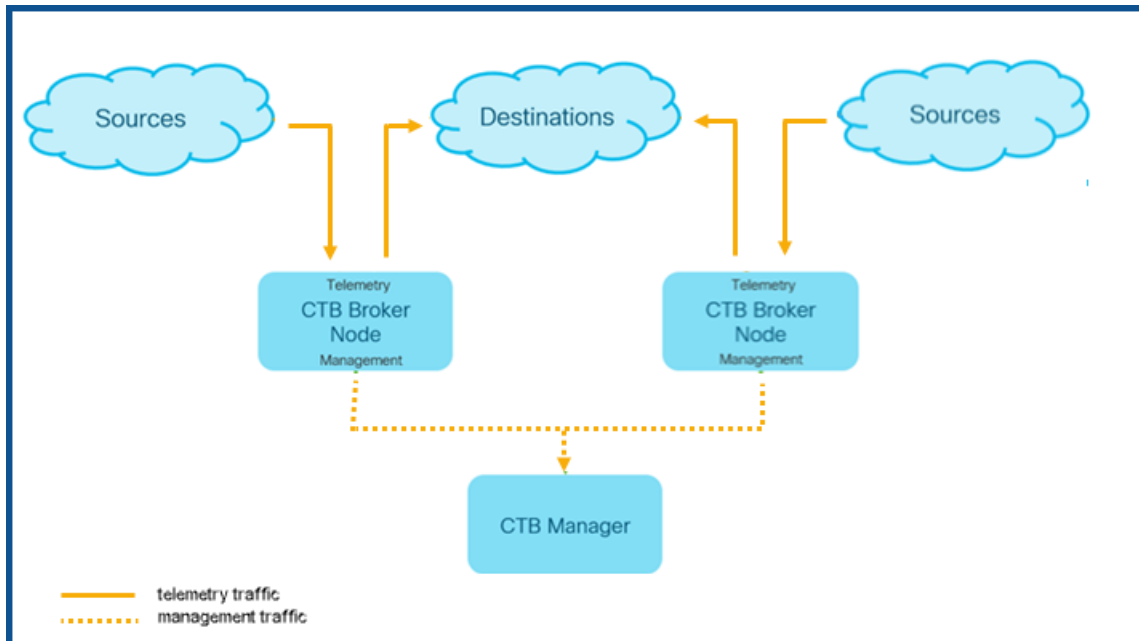 Sources
Destinations
Sources
Telemetry
CTB Broker
Node
Management
Telemetry
CTB Broker
Node
Management
CTB Manager
telemetry traffic
management traffic